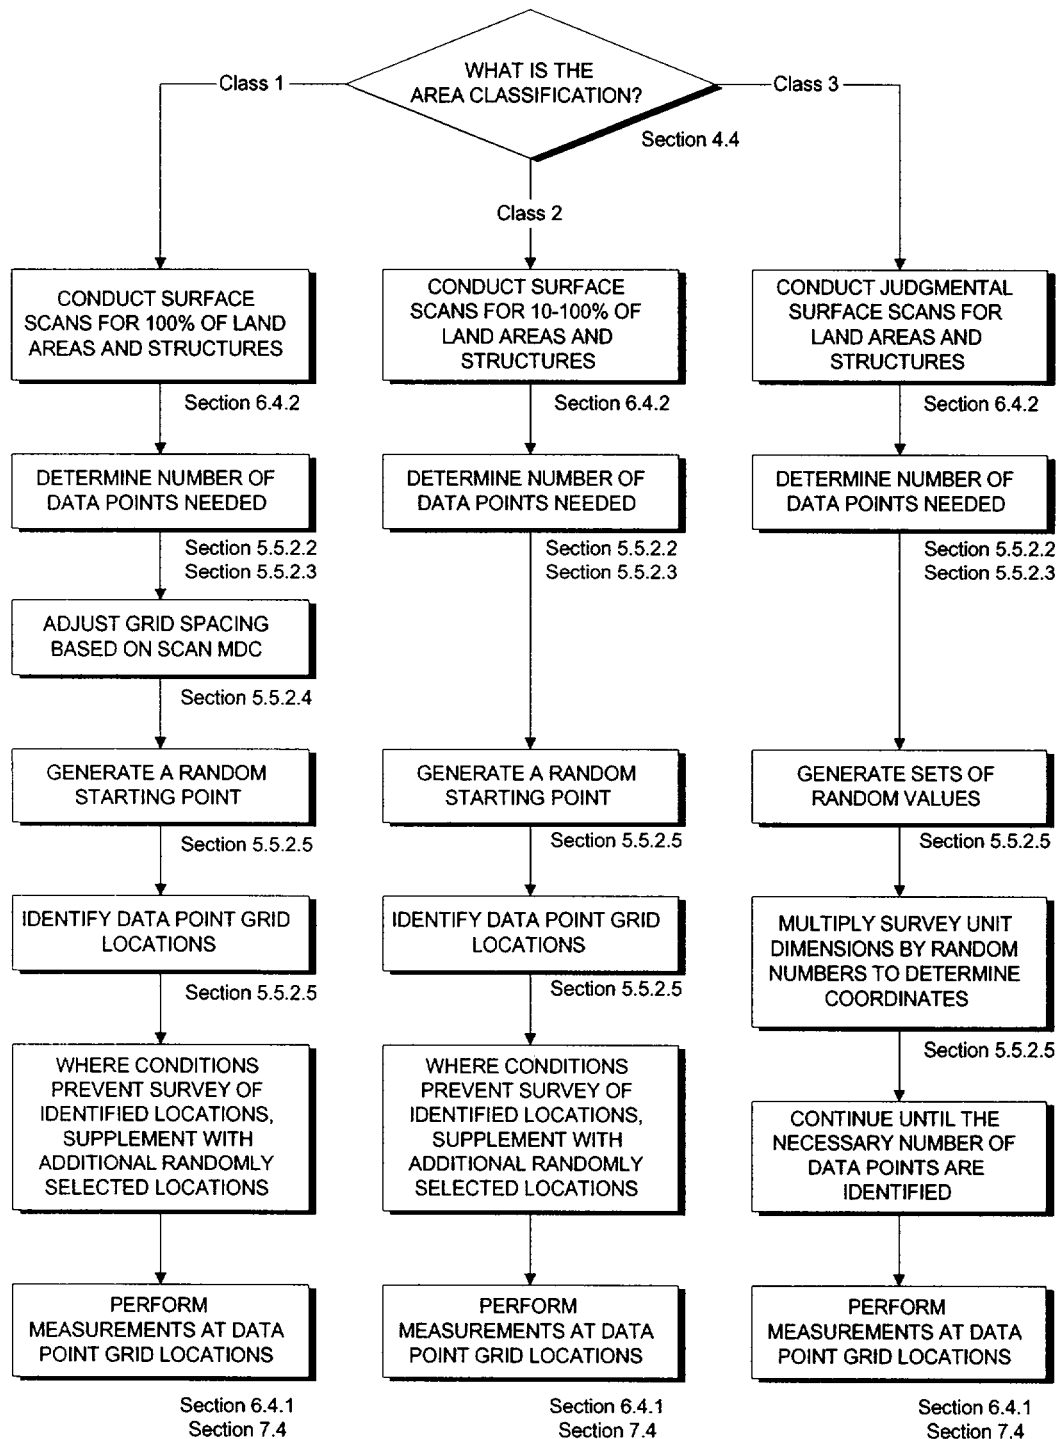 WHAT IS THE
AREA CLASSIFICATION?
Class 1
Class 3
Section 4.4
Class 2
CONDUCT SURFACE
SCANS FOR 100% OF LAND
AREAS AND STRUCTURES
Section 6.4.2
DETERMINE NUMBER OF
DATA POINTS NEEDED
Section 5.5.2.2
Section 5.5.2.3
ADJUST GRID SPACING
BASED ON SCAN MDC
Section 5.5.2.4
GENERATE A RANDOM
STARTING POINT
Section 5.5.2.5
IDENTIFY DATA POINT GRID
LOCATIONS
Section 5.5.2.5
WHERE CONDITIONS
PREVENT SURVEY OF
IDENTIFIED LOCATIONS,
SUPPLEMENT WITH
ADDITIONAL RANDOMLY
SELECTED LOCATIONS
PERFORM
MEASUREMENTS AT DATA
POINT GRID LOCATIONS
Section 6.4.1
Section 7.4
CONDUCT SURFACE
SCANS FOR 10-100% OF
LAND AREAS AND
STRUCTURES
Section 6.4.2
DETERMINE NUMBER OF
DATA POINTS NEEDED
Section 5.5.2.2
Section 5.5.2.3
GENERATE A RANDOM
STARTING POINT
Section 5.5.2.5
IDENTIFY DATA POINT GRID
LOCATIONS
Section 5.5.2.5
WHERE CONDITIONS
PREVENT SURVEY OF
IDENTIFIED LOCATIONS,
SUPPLEMENT WITH
ADDITIONAL RANDOMLY
SELECTED LOCATIONS
PERFORM
MEASUREMENTS AT DATA
POINT GRID LOCATIONS
Section 6.4.1
Section 7.4
CONDUCT JUDGMENTAL
SURFACE SCANS FOR
LAND AREAS AND
STRUCTURES
Section 6.4.2
DETERMINE NUMBER OF
DATA POINTS NEEDED
Section 5.5.2.2
Section 5.5.2.3
GENERATE SETS OF
RANDOM VALUES
Section 5.5.2.5
MULTIPLY SURVEY UNIT
DIMENSIONS BY RANDOM
NUMBERS TO DETERMINE
COORDINATES
Section 5.5.2.5
CONTINUE UNTIL THE
NECESSARY NUMBER OF
DATA POINTS ARE
IDENTIFIED
PERFORM
MEASUREMENTS AT DATA
POINT GRID LOCATIONS
Section 6.4.1
Section 7.4